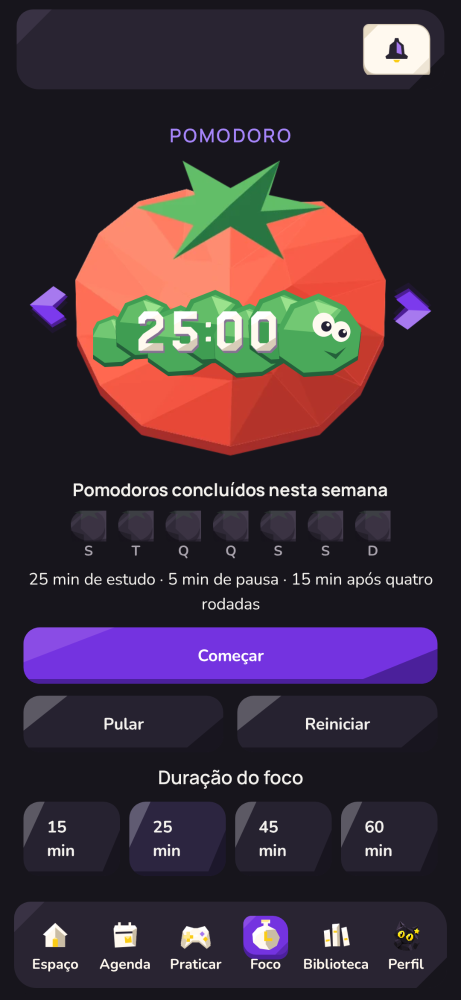 POMODORO
25:00
Pomodoros concluídos nesta semana
S T Q Q S S D
25 min de estudo · 5 min de pausa · 15 min após quatro
rodadas
Começar
Pular Reiniciar
Duração do foco
15 min 25 min 45 min 60 min
Espaço Agenda Praticar Foco Biblioteca Perfil